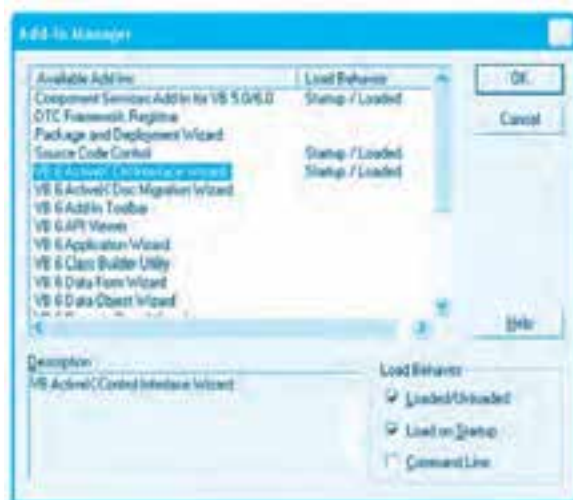 Add-In Manager
Available Add-Ins Load Behavior
Component Services Add-In for VB 5.0/6.0 Startup / Loaded
DTC Framework Registrar
Package and Deployment Wizard
Source Code Control Startup / Loaded
VB 6 ActiveX Ctrl Interface Wizard Startup / Loaded
VB 6 ActiveX Doc Migration Wizard
VB 6 Add-In Toolbar
VB 6 API Viewer
VB 6 Application Wizard
VB 6 Class Builder Utility
VB 6 Data Form Wizard
VB 6 Data Object Wizard
OK
Cancel
Help
Description
VB ActiveX Control Interface Wizard
Load Behavior
Loaded/Unloaded
Load on Startup
Command Line